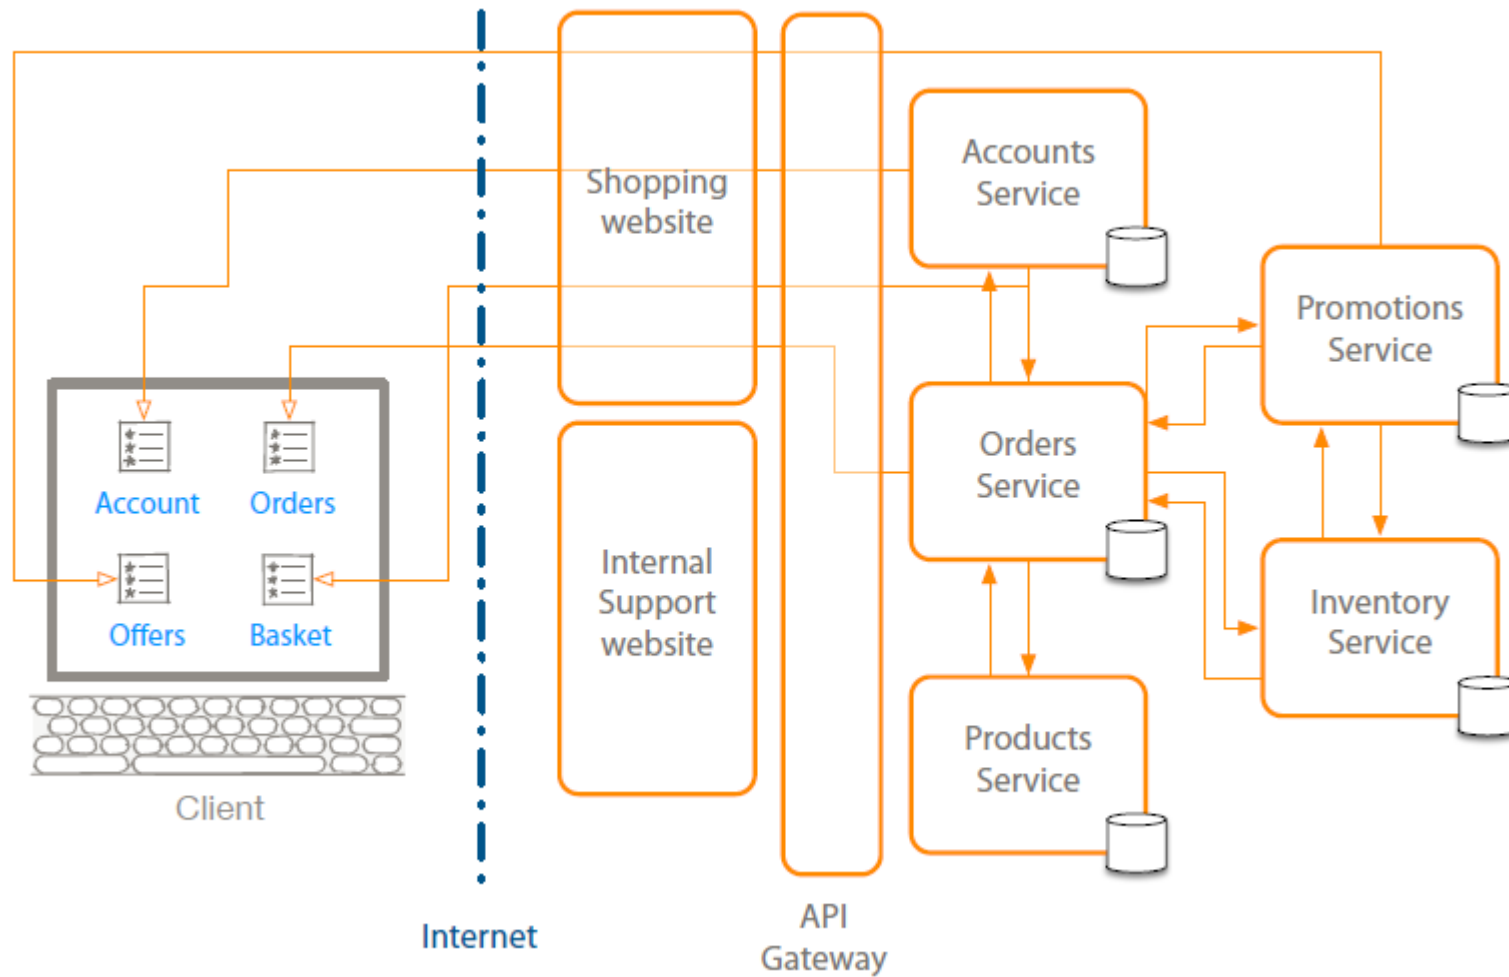 Shopping
website
Accounts
Service
Promotions
Service
Account
Orders
Offers
Basket
Orders
Service
Internal
Support
website
Inventory
Service
Products
Service
Client
Internet
API
Gateway